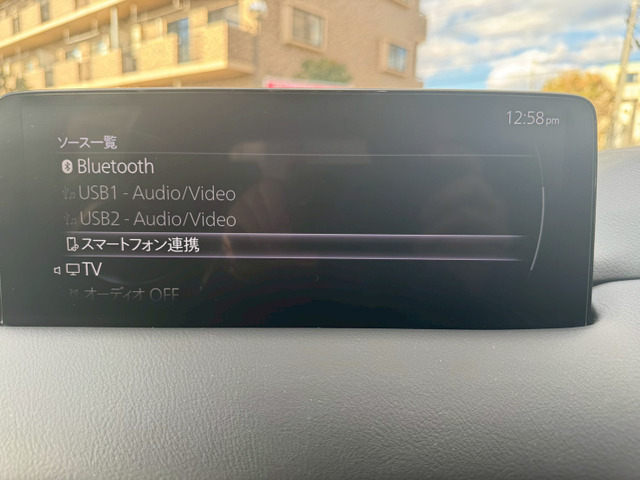 12:58pm
ソース一覧
Bluetooth
USB1 - Audio/Video
USB2 - Audio/Video
スマートフォン連携
TV
オーディオ OFF